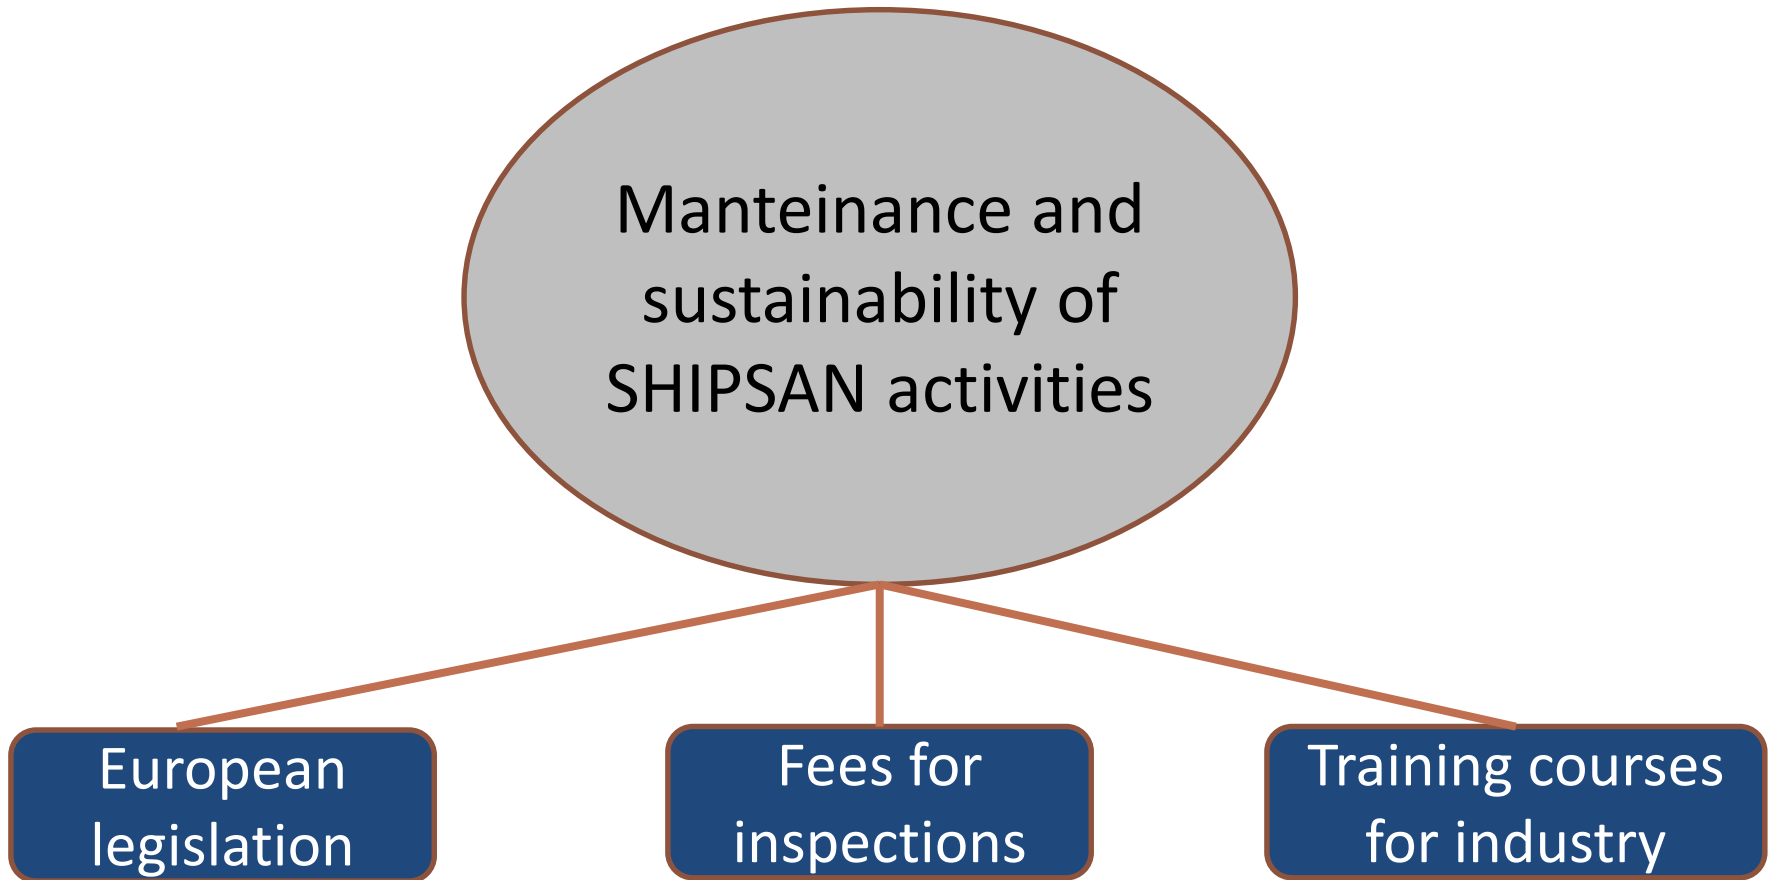 Manteinance and
sustainability of
SHIPSAN activities
European
legislation
Fees for
inspections
Training courses
for industry